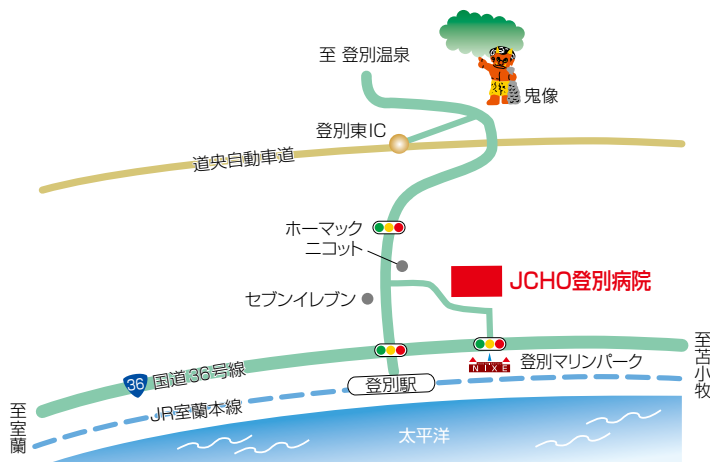 至 登別温泉
鬼像
登別東IC
道央自動車道
ホーマック
ニコット
セブンイレブン
JCHO登別病院
至苫小牧
登別マリンパーク
NIXE
36
国道36号線
登別駅
JR室蘭本線
至室蘭
太平洋